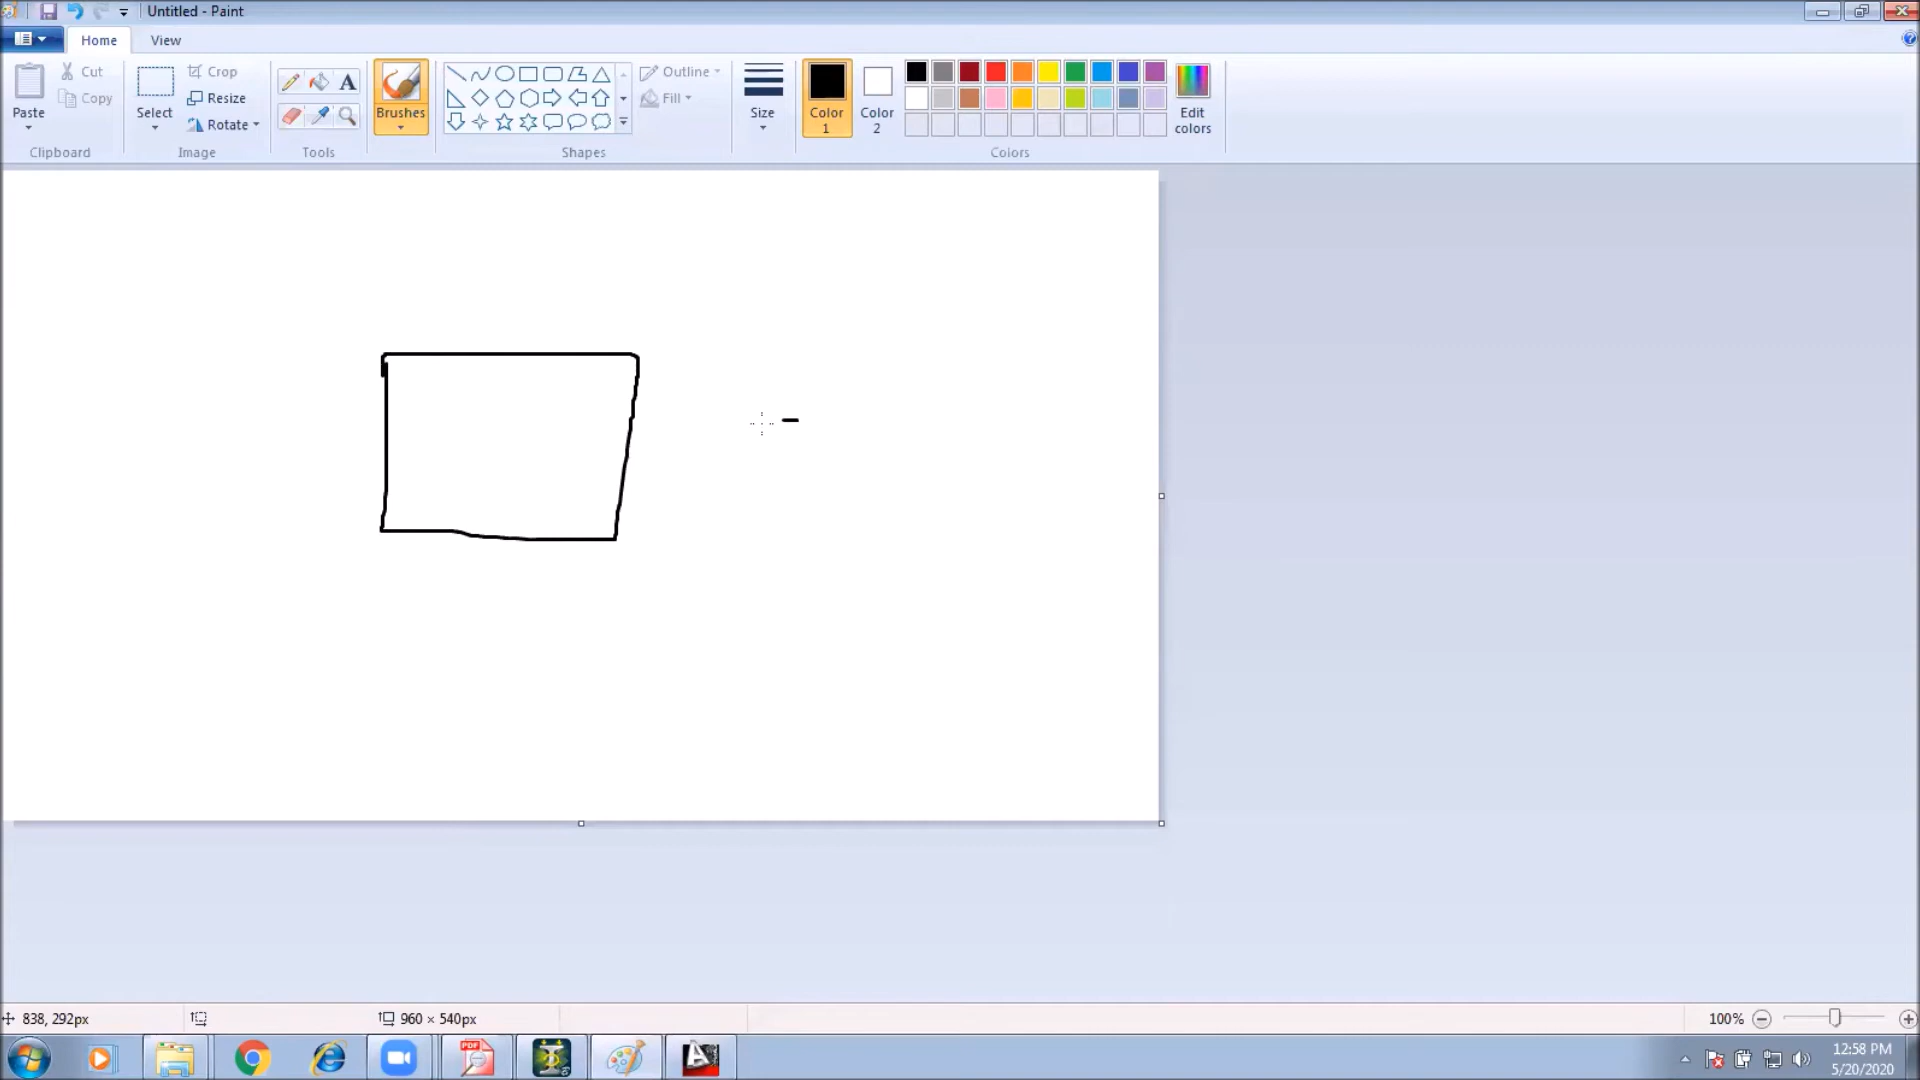 Untitled - Paint
Home View
Paste
Cut
Copy
Clipboard
Select
Crop
Resize
Rotate
Image
A
Tools
Brushes
Outline
Fill
Shapes
Size
Color 1
Color 2
Edit colors
Colors
838, 292px
960 × 540px
100%
PDF
12:58 PM
5/20/2020